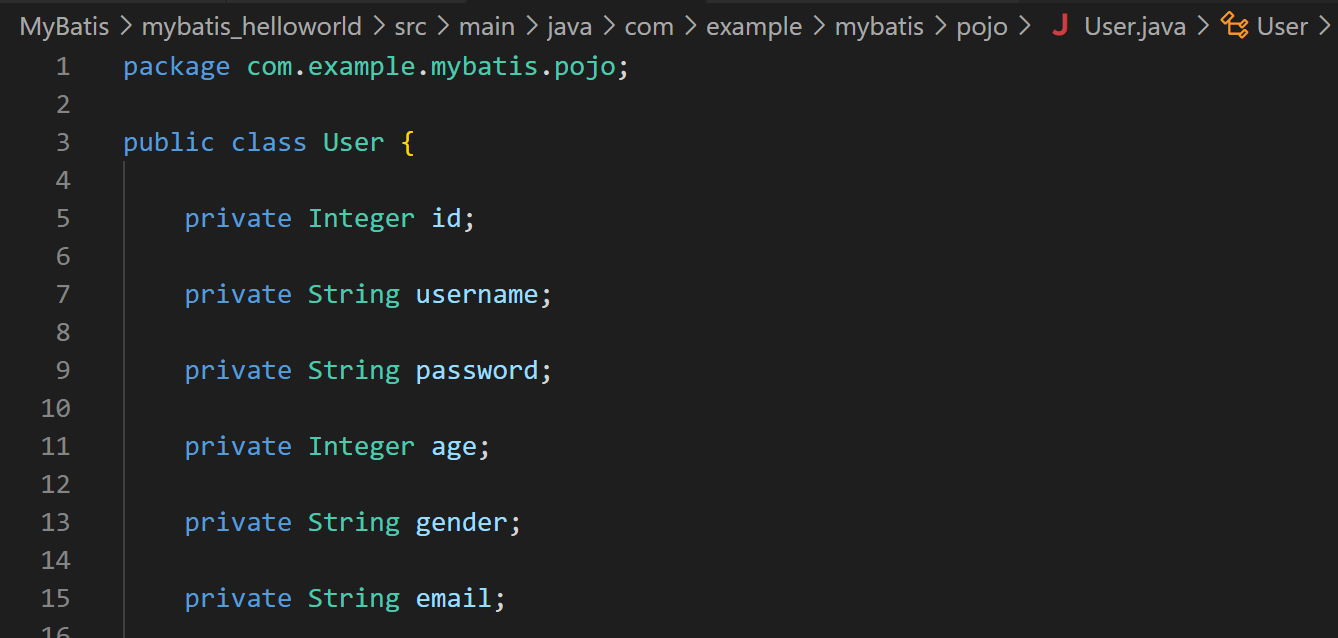 MyBatis > mybatis_helloworld > src > main > java > com > example > mybatis > pojo > J User.java > User >
1 package com.example.mybatis.pojo;
2
3 public class User {
4
5 private Integer id;
6
7 private String username;
8
9 private String password;
10
11 private Integer age;
12
13 private String gender;
14
15 private String email;
16